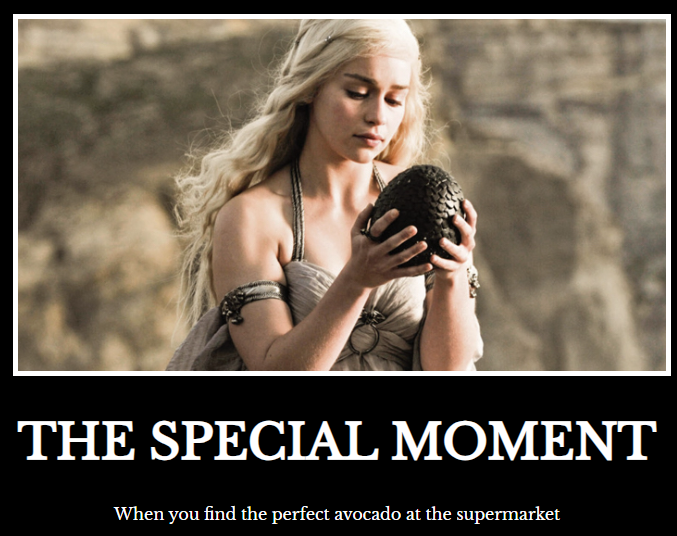 THE SPECIAL MOMENT
When you find the perfect avocado at the supermarket